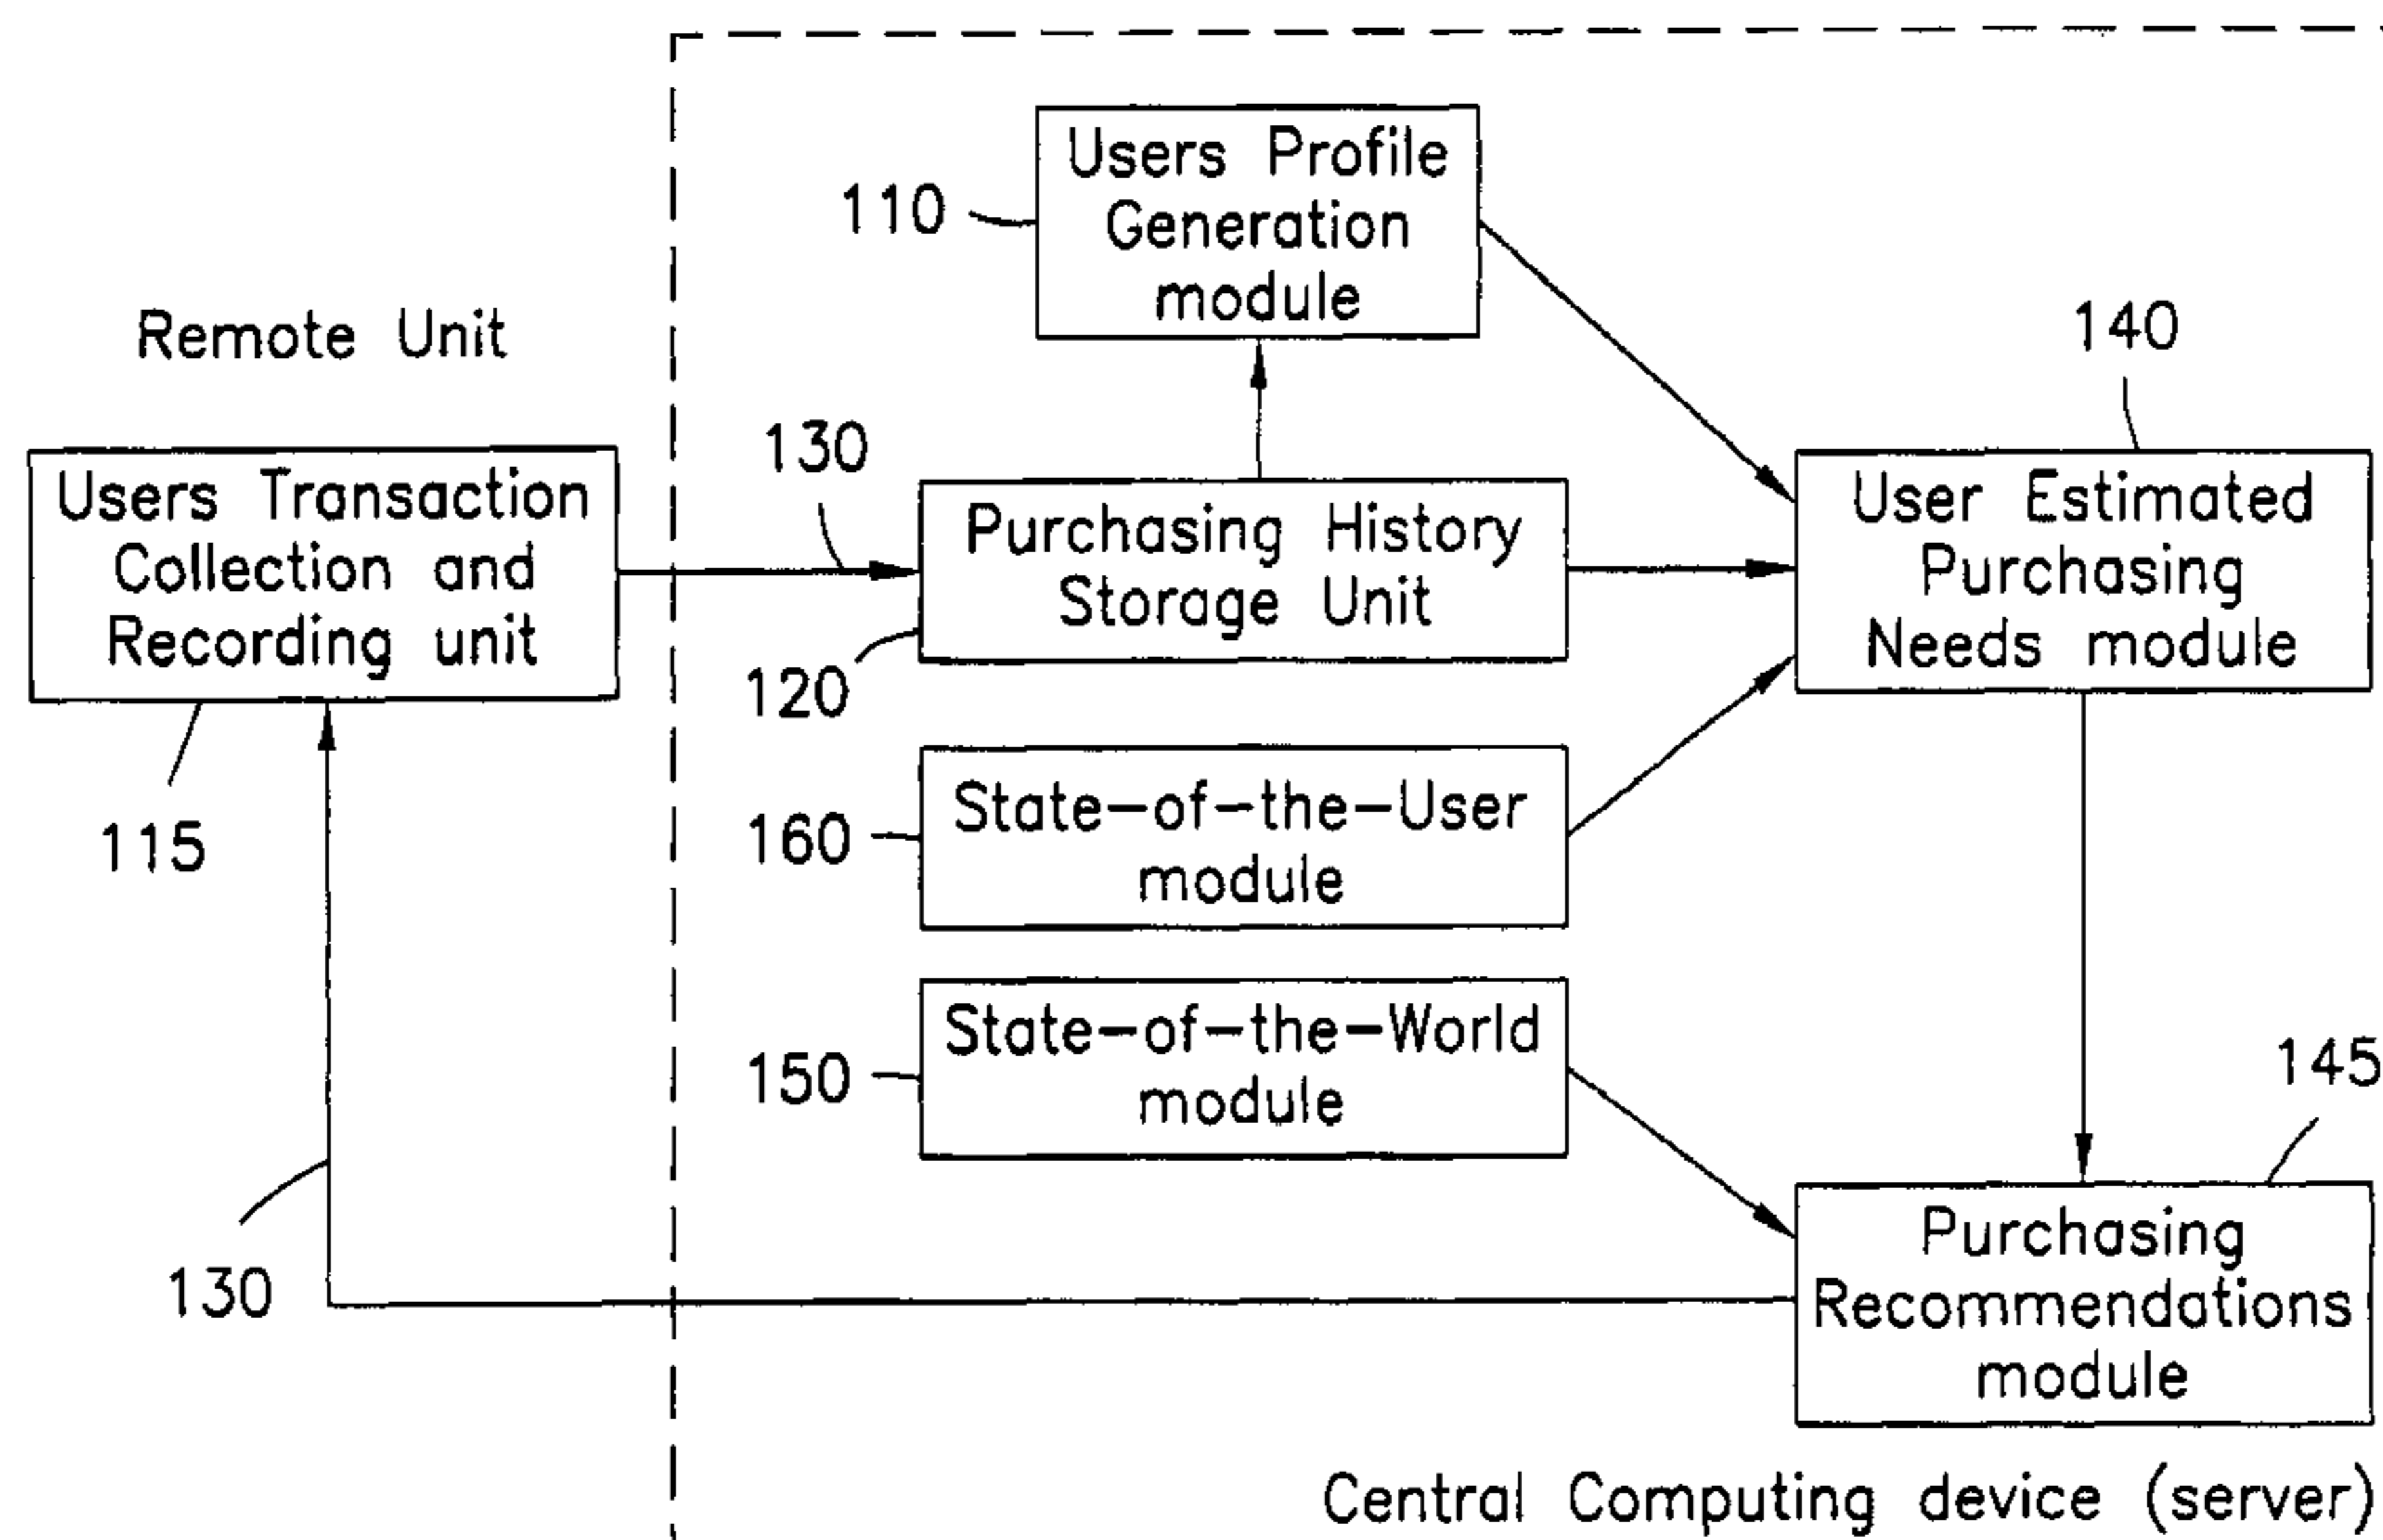 Users Profile
Generation
module
110
Remote Unit
140
130
Users Transaction
Collection and
Recording unit
Purchasing History
Storage Unit
User Estimated
Purchasing
Needs module
120
115
State-of-the-User
module
160
State-of-the-World
module
150
145
Purchasing
Recommendations
module
130
Central Computing device (server)